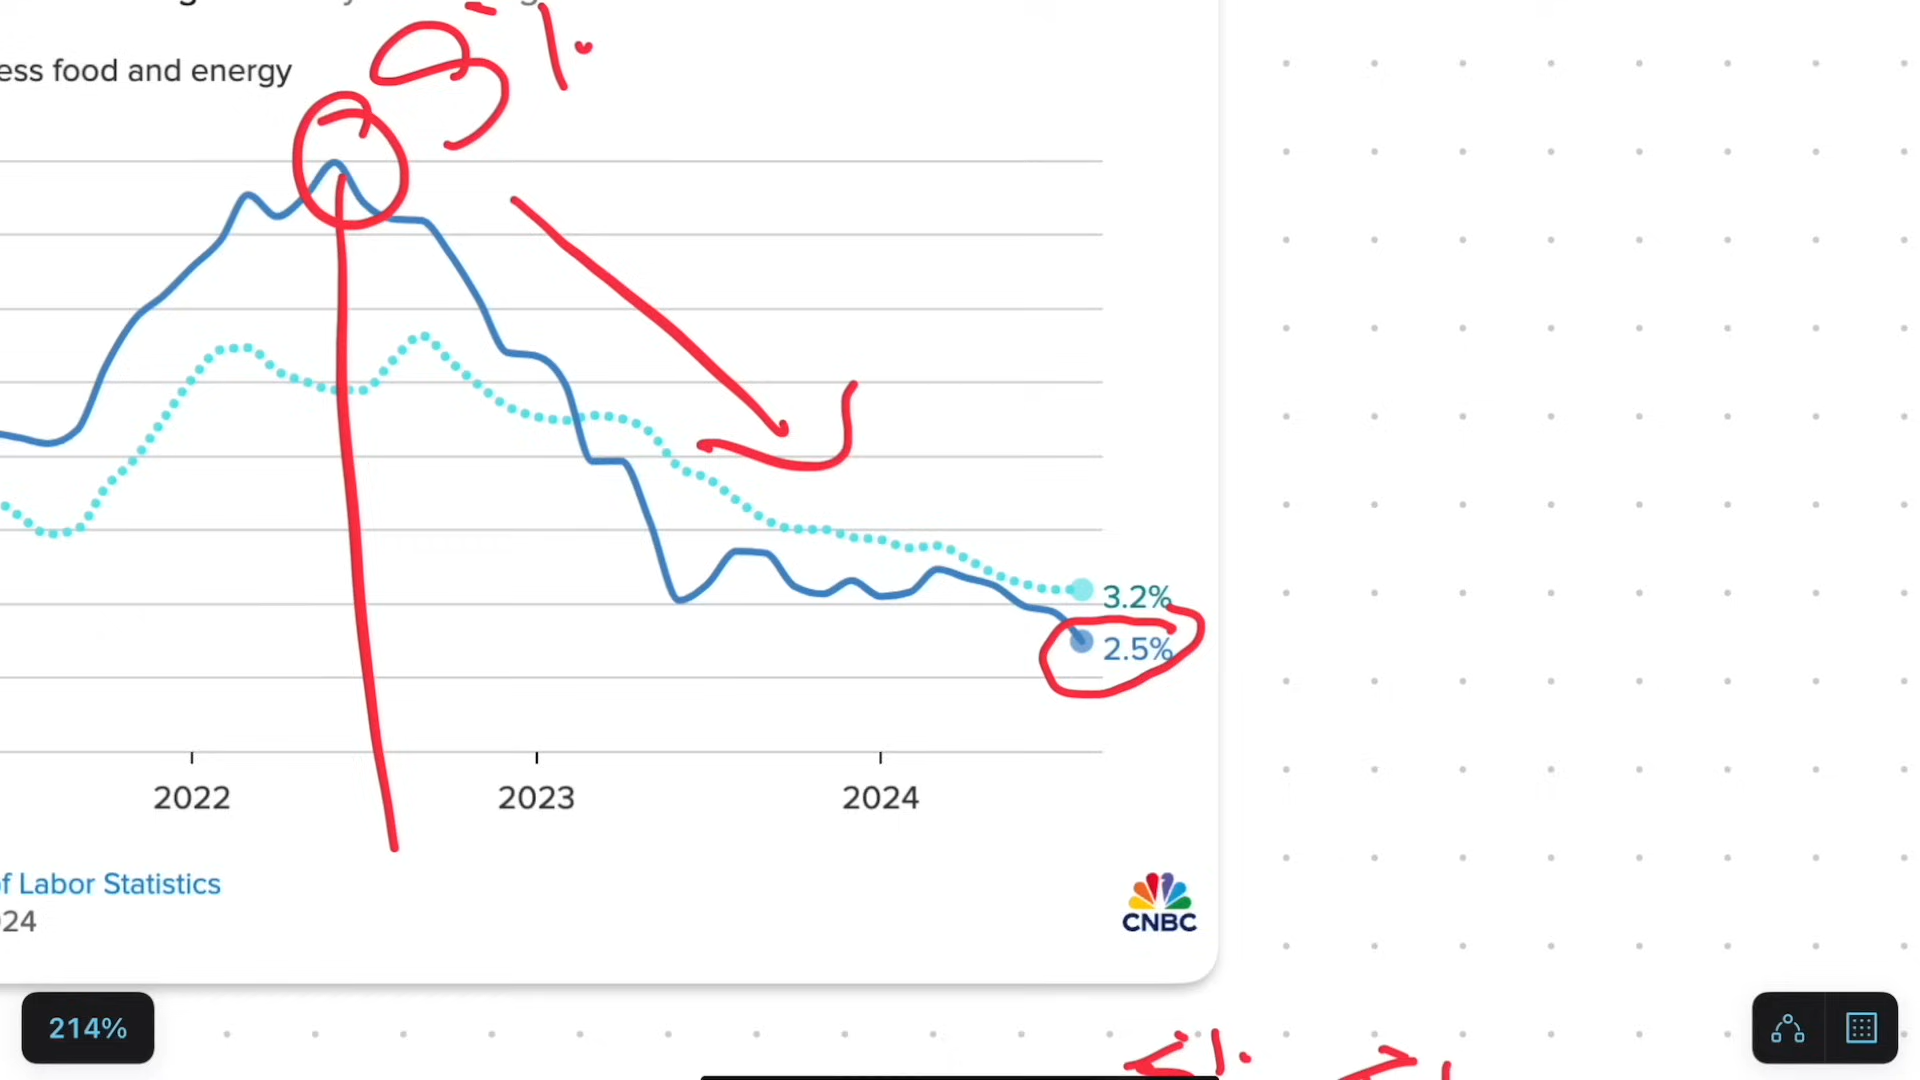 ess food and energy
3.2%
2.5%
2022
2023
2024
f Labor Statistics
24
CNBC
214%